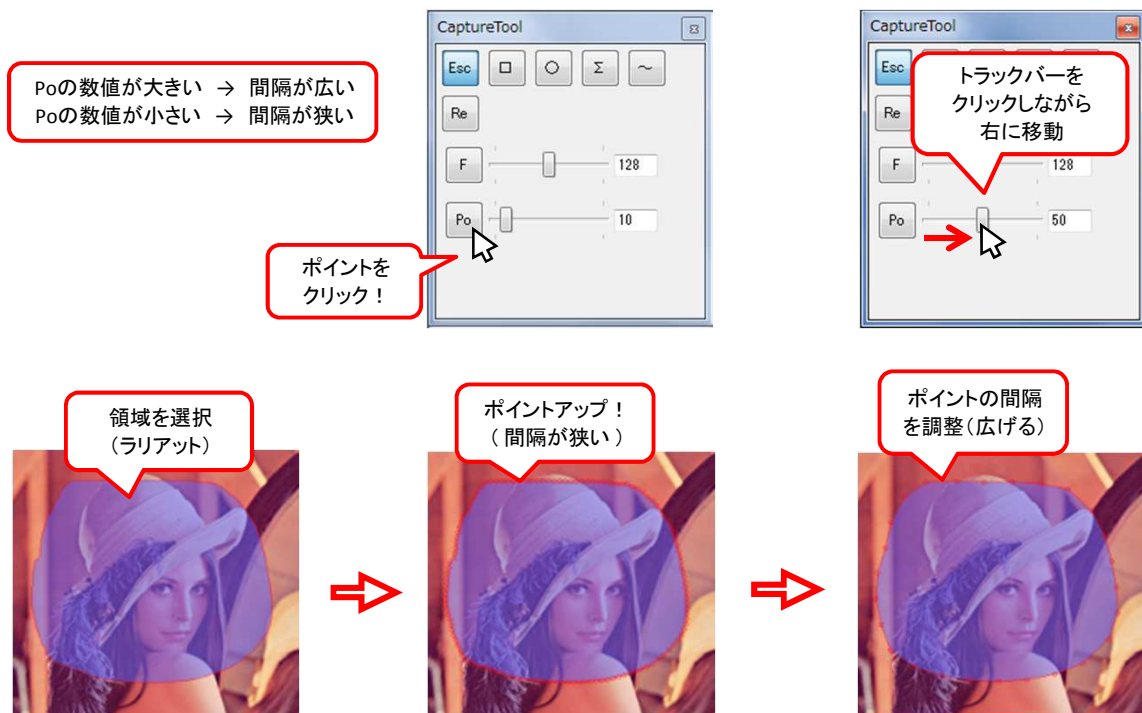 Poの数値が大きい → 間隔が広い
Poの数値が小さい → 間隔が狭い
CaptureTool
Esc □ ○ Σ ～
Re
F 128
Po 10
ポイントを
クリック！
CaptureTool
Esc
Re
F 128
Po 50
トラックバーを
クリックしながら
右に移動
領域を選択
（ラリアット）
ポイントアップ！
（ 間隔が狭い ）
ポイントの間隔
を調整（広げる）